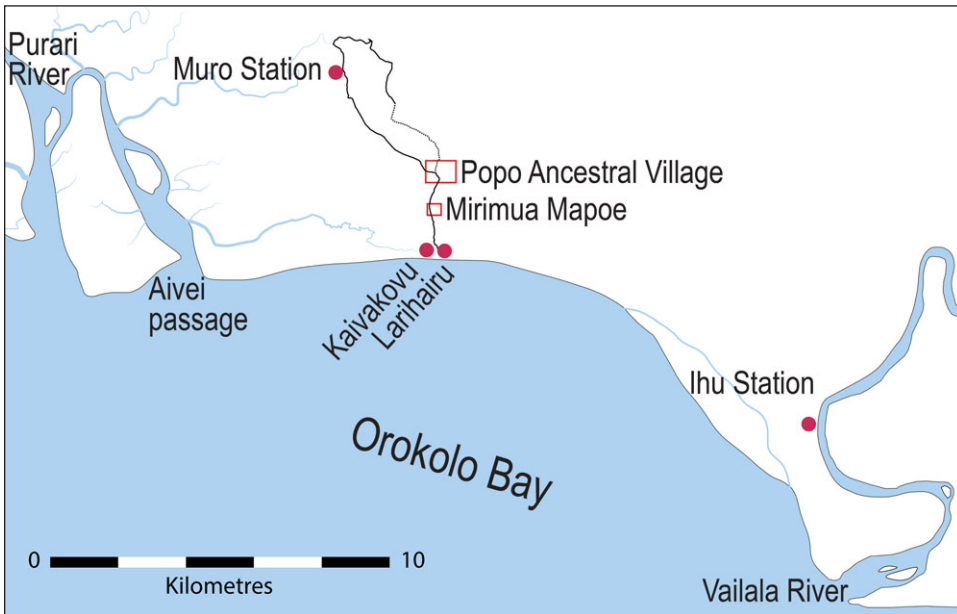 Purari
River
Muro Station
Popo Ancestral Village
Mirimua Mapoe
Kaivakovu
Larihairu
Aivei
passage
Ihu Station
Orokolo Bay
0 10
Kilometres
Vailala River